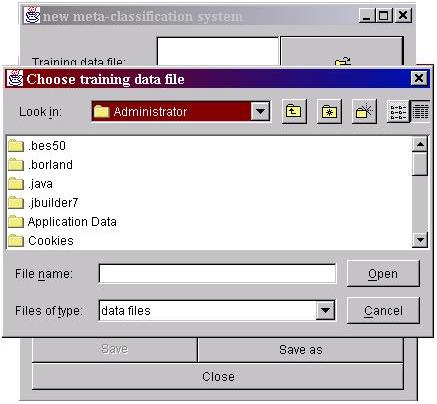 new meta-classification system
Training data file:
Choose training data file
Look in:
Administrator
.bes50
.borland
.java
.jbuilder7
Application Data
Cookies
File name:
Open
Files of type:
data files
Cancel
Save
Save as
Close